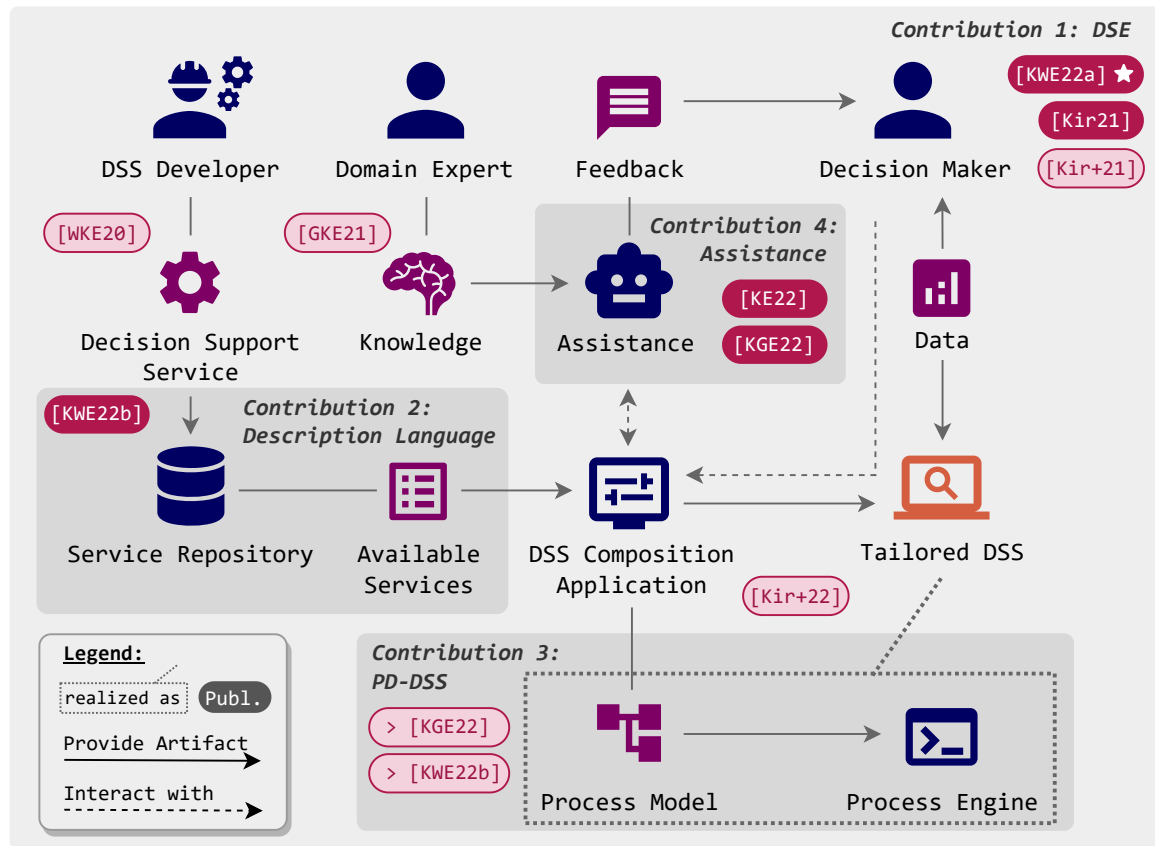 Contribution 1: DSE
[KWE22a]
[Kir21]
[Kir+21]
DSS Developer
Domain Expert
Feedback
Decision Maker
[WKE20]
[GKE21]
Contribution 4:
Assistance
[KE22]
[KGE22]
Decision Support
Service
Knowledge
Assistance
Data
[KWE22b]
Contribution 2:
Description Language
Service Repository
Available
Services
DSS Composition
Application
Tailored DSS
[Kir+22]
Legend:
realized as
Publ.
Provide Artifact
Interact with
Contribution 3:
PD-DSS
> [KGE22]
> [KWE22b]
Process Model
Process Engine